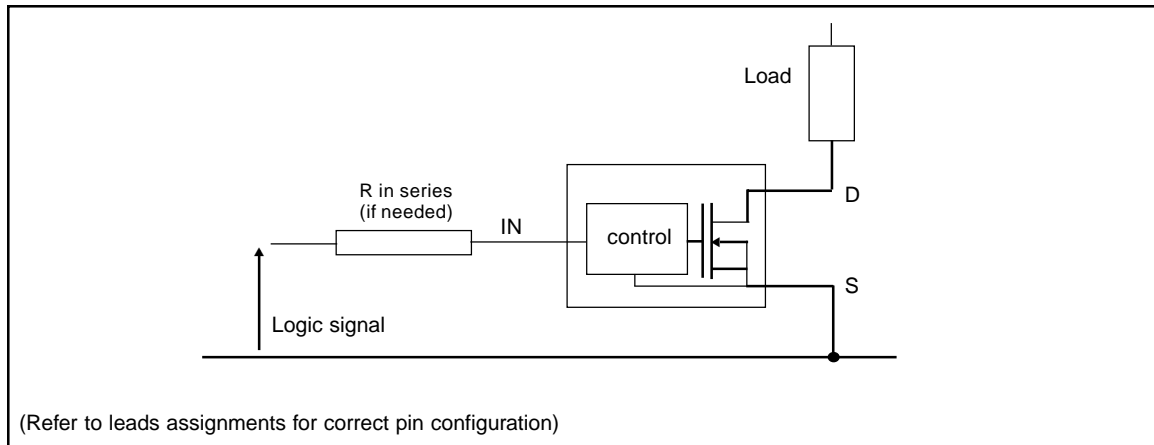 Load
R in series
(if needed)
IN
D
control
S
Logic signal
(Refer to leads assignments for correct pin configuration)